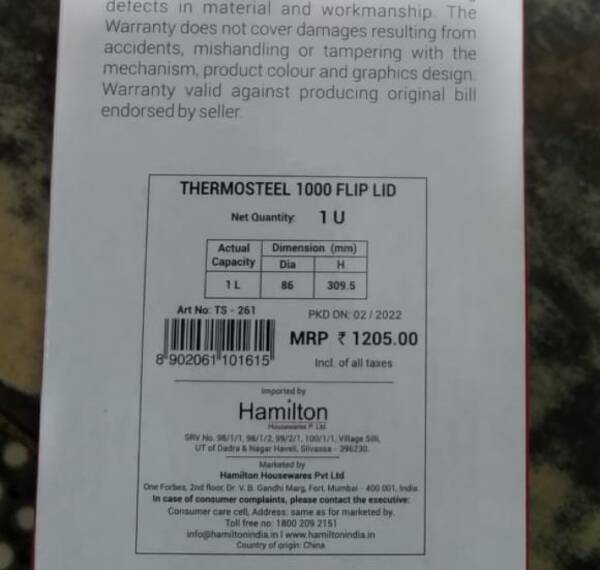 defects in material and workmanship. The
Warranty does not cover damages resulting from
accidents, mishandling or tampering with the
mechanism, product colour and graphics design.
Warranty valid against producing original bill
endorsed by seller.
THERMOSTEEL 1000 FLIP LID
Net Quantity: 1 U
Actual Capacity Dimension (mm)
Dia H
1 L 86 309.5
Art No: TS - 261
PKD ON: 02 / 2022
MRP ₹ 1205.00
8 902061 101615
Incl. of all taxes
Imported by
Hamilton
Housewares P. Ltd.
SRV No. 98/1/1, 98/1/2, 99/2/1, 100/1/1, Village Silli,
UT of Dadra & Nagar Haveli, Silvassa - 396230.
Marketed by
Hamilton Housewares Pvt Ltd
One Forbes, 2nd floor, Dr. V. B. Gandhi Marg, Fort, Mumbai - 400 001, India.
In case of consumer complaints, please contact the executive:
Consumer care cell, Address: same as for marketed by.
Toll free no: 1800 209 2151
info@hamiltonindia.in | www.hamiltonindia.in
Country of origin: China